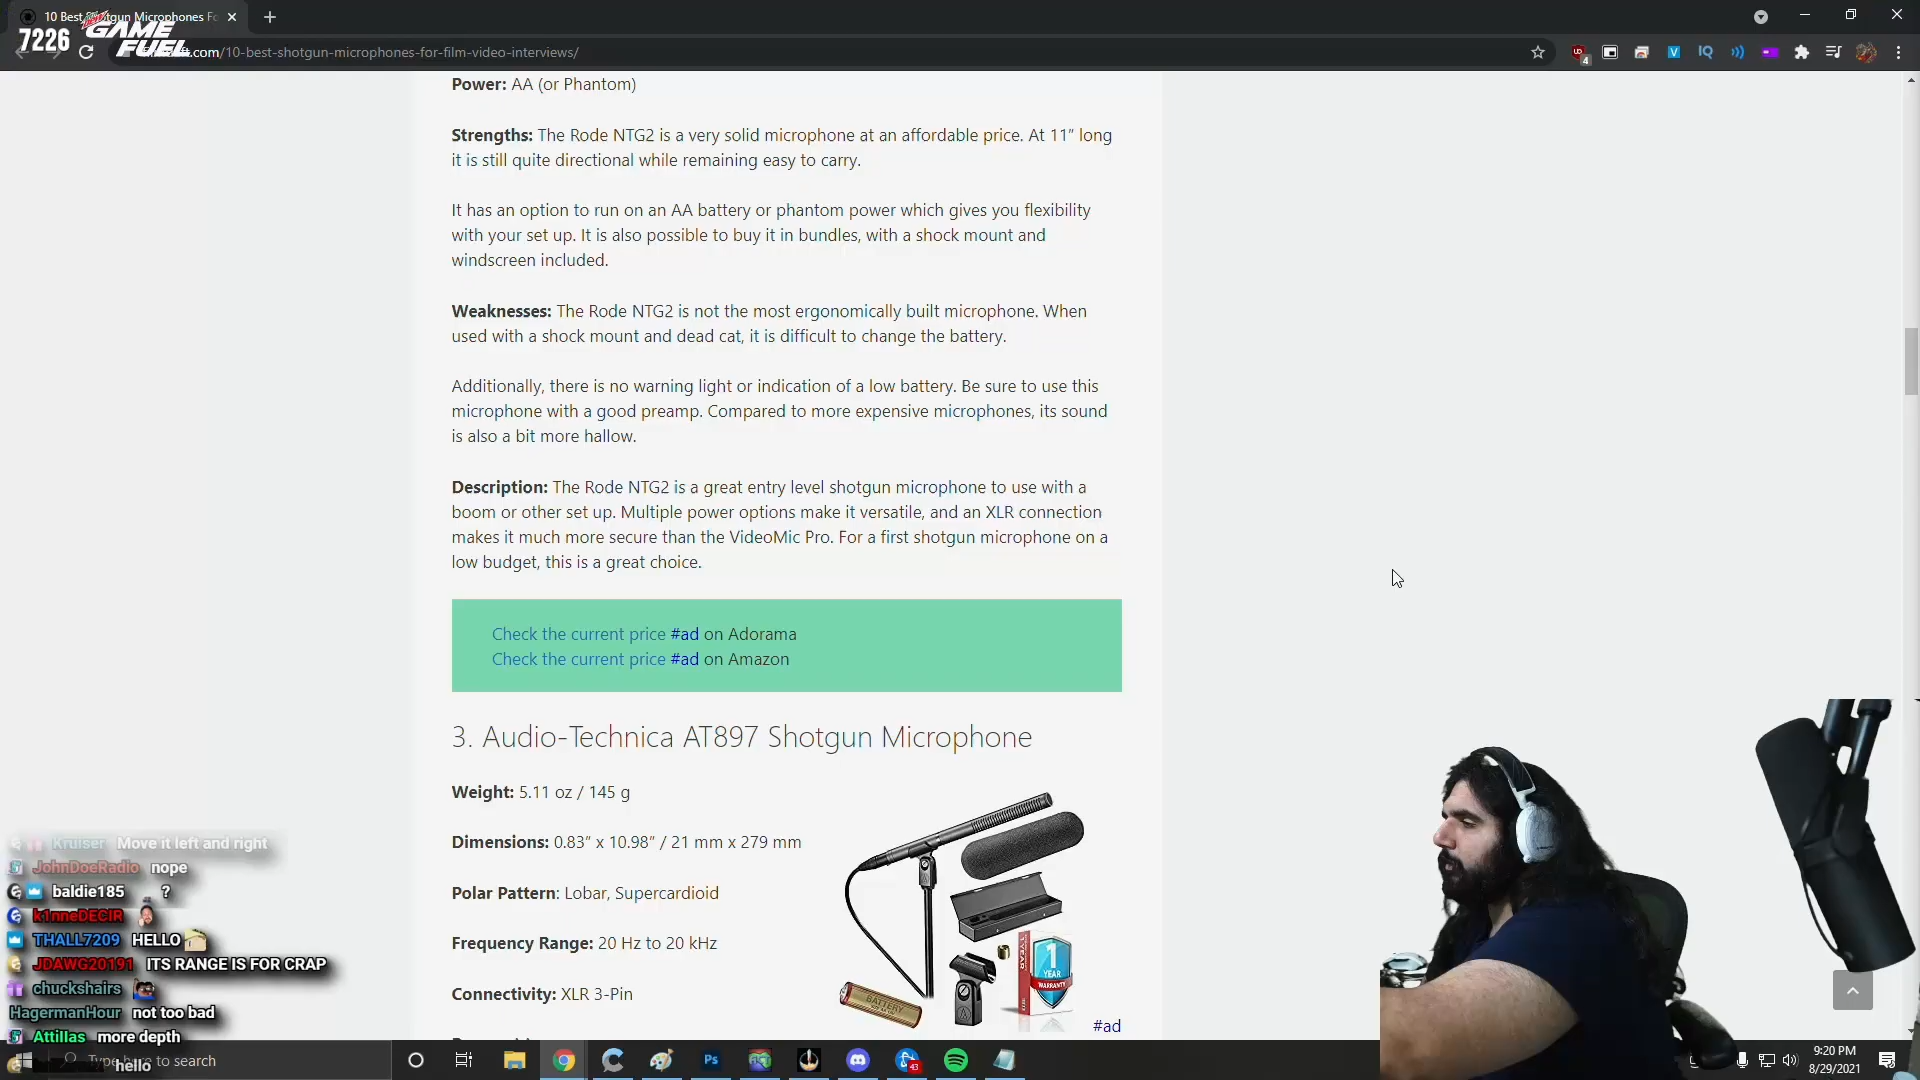 10 Best Shotgun Microphones Fo
7226
GAME
FUEL
.com/10-best-shotgun-microphones-for-film-video-interviews/
4
Power: AA (or Phantom)
Strengths: The Rode NTG2 is a very solid microphone at an affordable price. At 11” long
it is still quite directional while remaining easy to carry.
It has an option to run on an AA battery or phantom power which gives you flexibility
with your set up. It is also possible to buy it in bundles, with a shock mount and
windscreen included.
Weaknesses: The Rode NTG2 is not the most ergonomically built microphone. When
used with a shock mount and dead cat, it is difficult to change the battery.
Additionally, there is no warning light or indication of a low battery. Be sure to use this
microphone with a good preamp. Compared to more expensive microphones, its sound
is also a bit more hallow.
Description: The Rode NTG2 is a great entry level shotgun microphone to use with a
boom or other set up. Multiple power options make it versatile, and an XLR connection
makes it much more secure than the VideoMic Pro. For a first shotgun microphone on a
low budget, this is a great choice.
Check the current price #ad on Adorama
Check the current price #ad on Amazon
3. Audio-Technica AT897 Shotgun Microphone
Weight: 5.11 oz / 145 g
Dimensions: 0.83” x 10.98” / 21 mm x 279 mm
Polar Pattern: Lobar, Supercardioid
Frequency Range: 20 Hz to 20 kHz
Connectivity: XLR 3-Pin
BATTERY
1
YEAR
WARRANTY
#ad
Kruiser Move it left and right
JohnDoeRadio nope
baldie185 ?
k1nneDECIR
THALL7209 HELLO
JDAWG20191 ITS RANGE IS FOR CRAP
chuckshairs
HagermanHour not too bad
Attillas more depth
hello
Type here to search
Ps
43
9:20 PM
8/29/2021